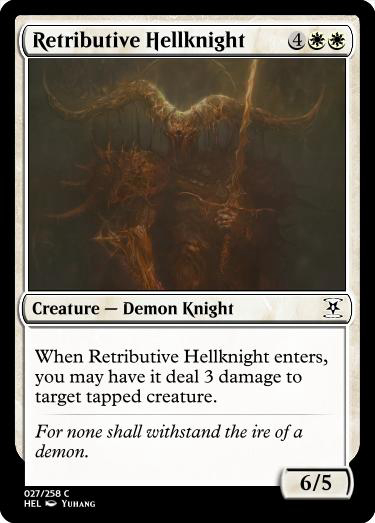 Retributive Hellknight 4
Creature — Demon Knight
When Retributive Hellknight enters,
you may have it deal 3 damage to
target tapped creature.
For none shall withstand the ire of a
demon.
6/5
027/258 C
HEL Yuhang